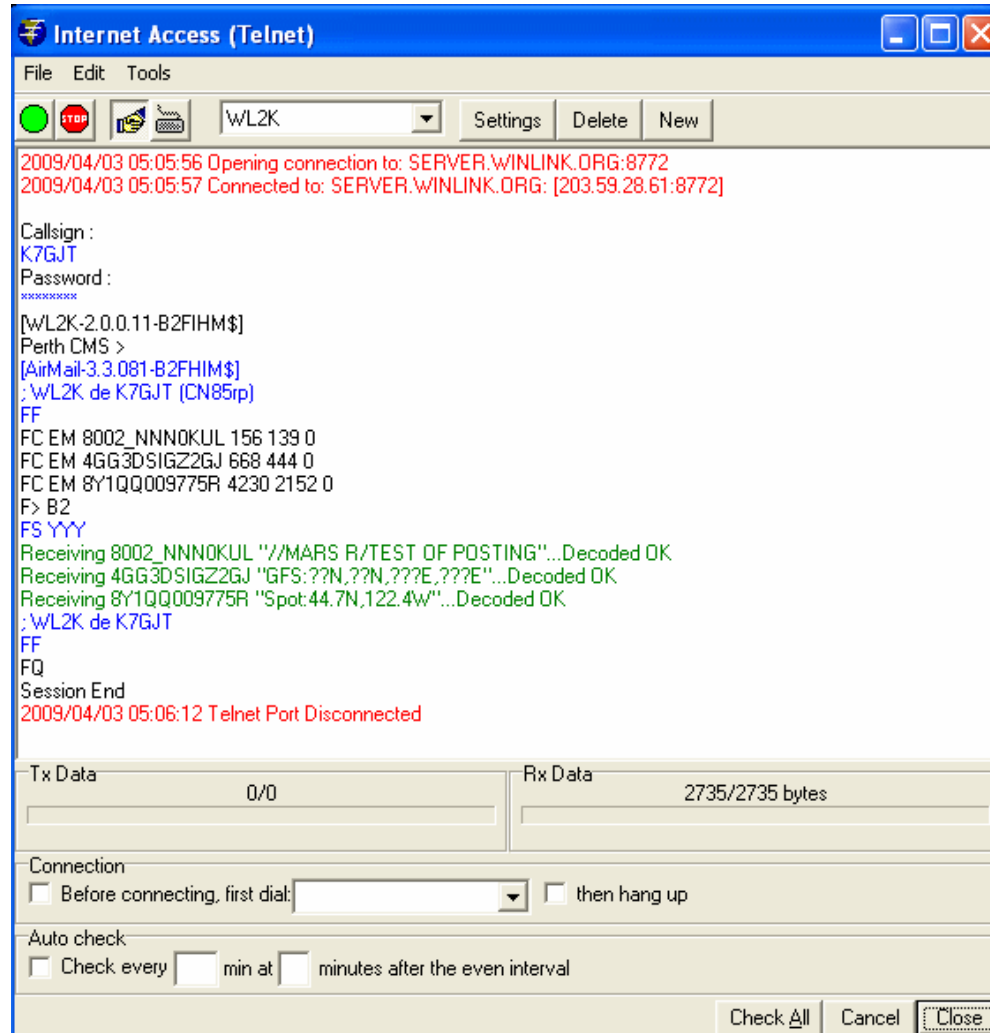 Internet Access (Telnet)
File Edit Tools
STOP WL2K Settings Delete New
2009/04/03 05:05:56 Opening connection to: SERVER.WINLINK.ORG:8772
2009/04/03 05:05:57 Connected to: SERVER.WINLINK.ORG: [203.59.28.61:8772]
Callsign :
K7GJT
Password :
********
[WL2K-2.0.0.11-B2FIHM$]
Perth CMS >
[AirMail-3.3.081-B2FHIM$]
; WL2K de K7GJT (CN85rp)
FF
FC EM 8002_NNN0KUL 156 139 0
FC EM 4GG3DSIGZ2GJ 668 444 0
FC EM 8Y1QQ009775R 4230 2152 0
F> B2
FS YYY
Receiving 8002_NNN0KUL "//MARS R/TEST OF POSTING"...Decoded OK
Receiving 4GG3DSIGZ2GJ "GFS:??N,??N,???E,???E"...Decoded OK
Receiving 8Y1QQ009775R "Spot:44.7N,122.4W"...Decoded OK
; WL2K de K7GJT
FF
FQ
Session End
2009/04/03 05:06:12 Telnet Port Disconnected
Tx Data Rx Data
0/0 2735/2735 bytes
Connection
Before connecting, first dial: then hang up
Auto check
Check every min at minutes after the even interval
Check All Cancel Close